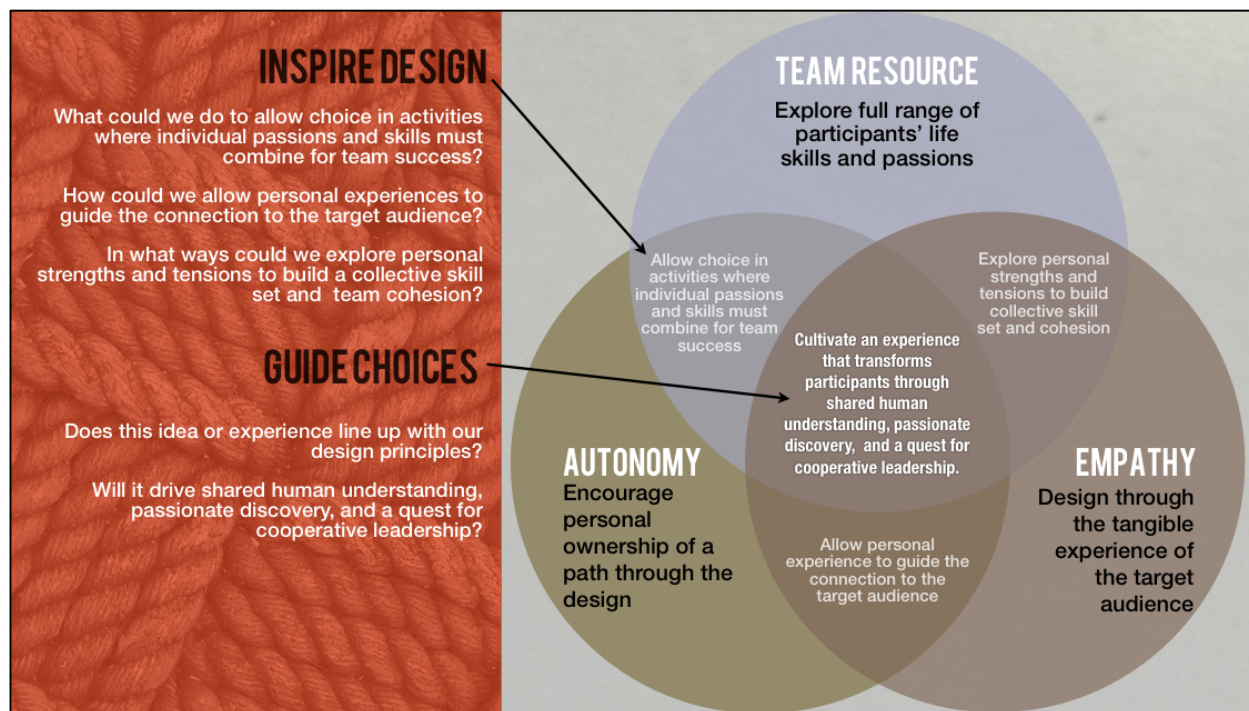 INSPIRE DESIGN
What could we do to allow choice in activities
where individual passions and skills must
combine for team success?
How could we allow personal experiences to
guide the connection to the target audience?
In what ways could we explore personal
strengths and tensions to build a collective skill
set and  team cohesion?
GUIDE CHOICES
Does this idea or experience line up with our
design principles?
Will it drive shared human understanding,
passionate discovery, and a quest for
cooperative leadership?
TEAM RESOURCE
Explore full range of
participants’ life
skills and passions
Allow choice in
activities where
individual passions
and skills must
combine for team
success
Explore personal
strengths and
tensions to build
collective skill
set and cohesion
Cultivate an experience
that transforms
participants through
shared human
understanding, passionate
discovery,  and a quest for
cooperative leadership.
AUTONOMY
Encourage
personal
ownership of a
path through the
design
EMPATHY
Design through
the tangible
experience of
the target
audience
Allow personal
experience to guide the
connection to the
target audience